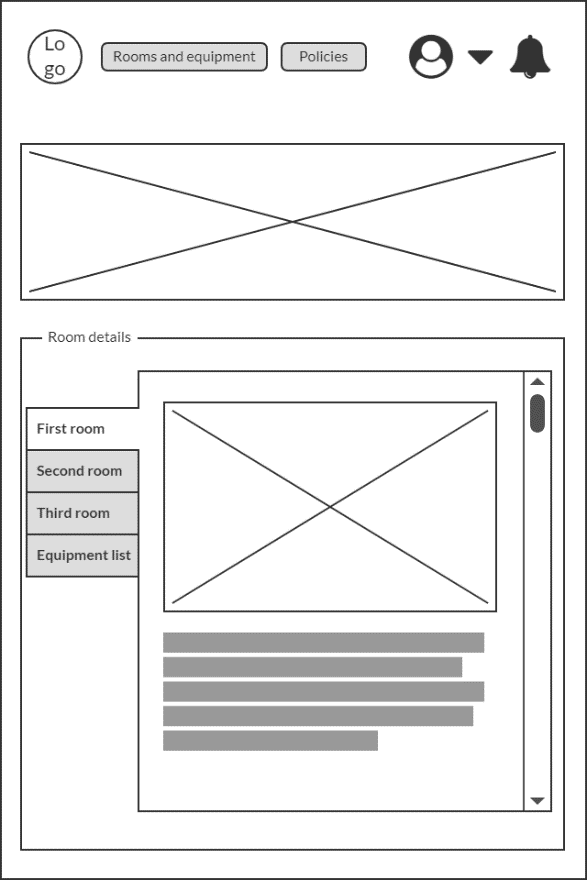 Lo
go
Rooms and equipment
Policies
Room details
First room
Second room
Third room
Equipment list